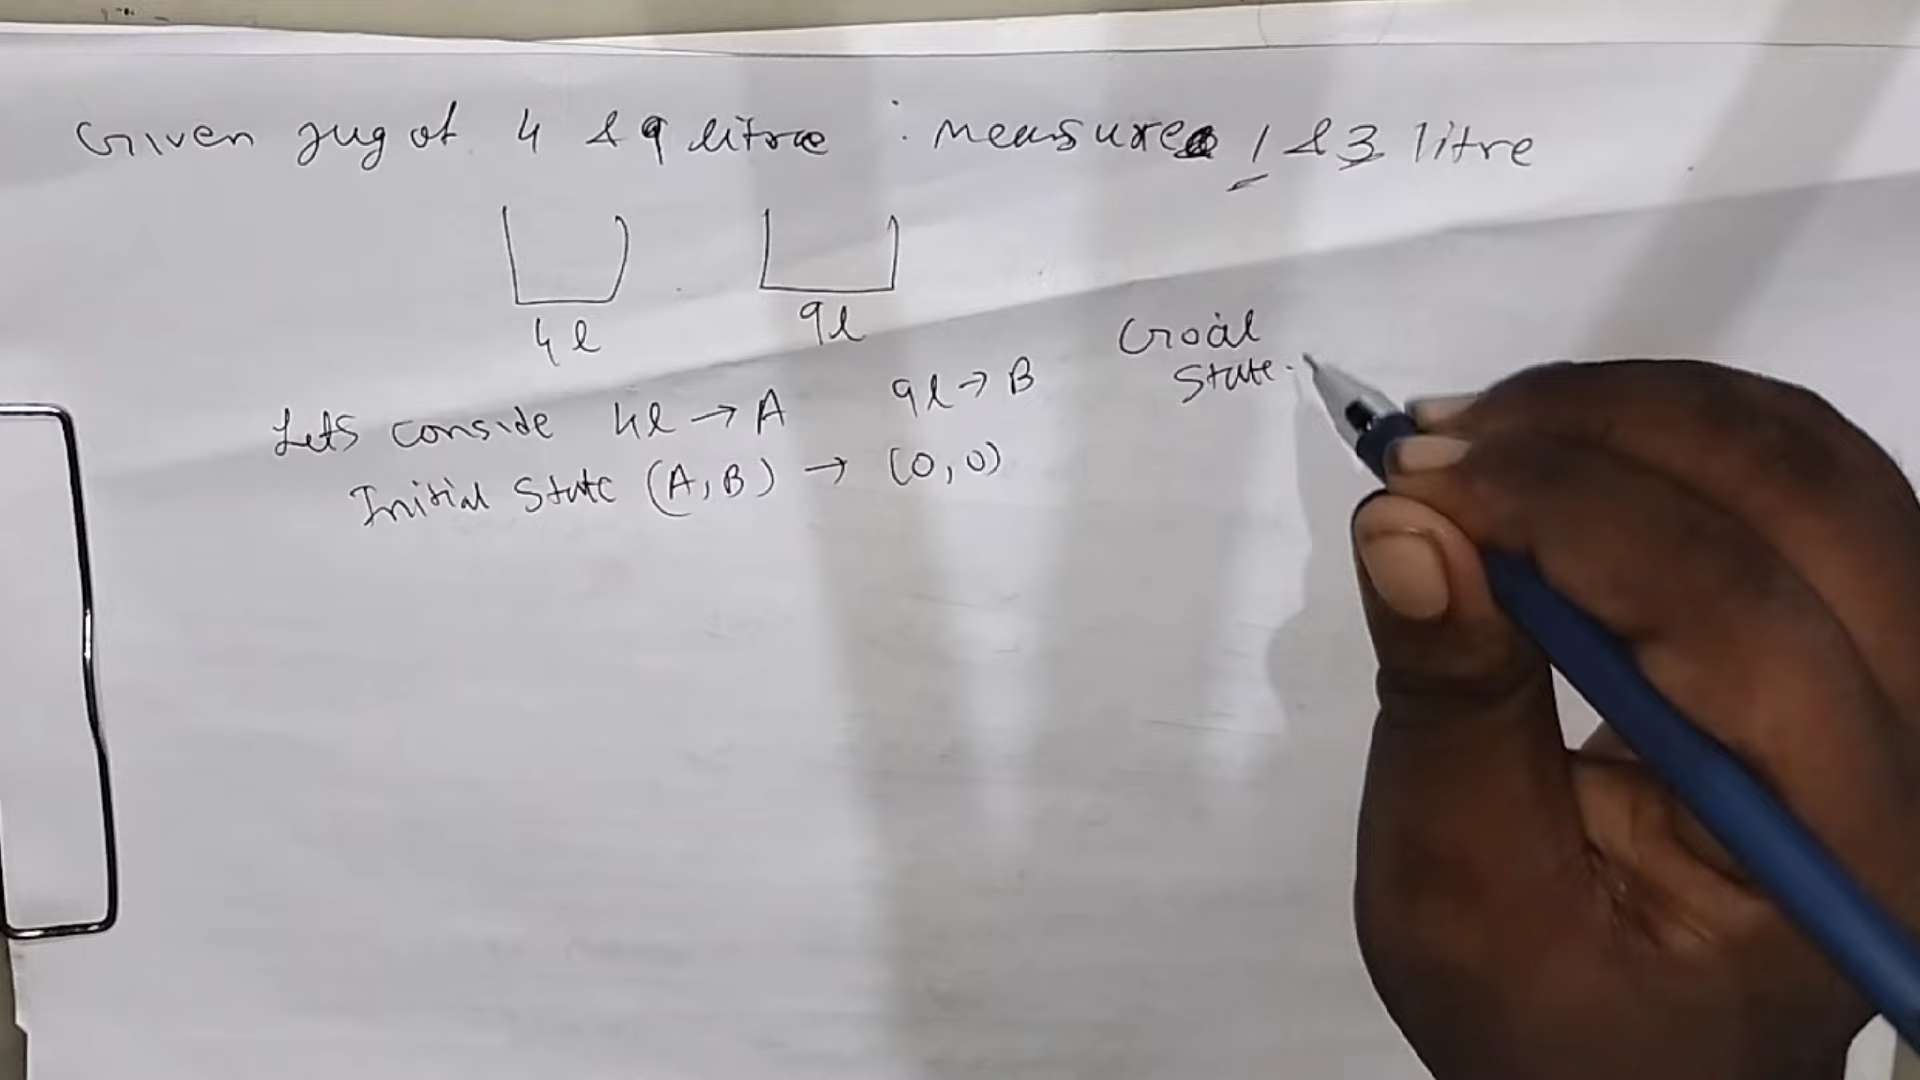 Given jug of 4 & 9 litre : measure 1 & 3 litre
4l
9l
Goal
State
Lets conside 4l → A 9l → B
Initial State (A, B) → (0, 0)